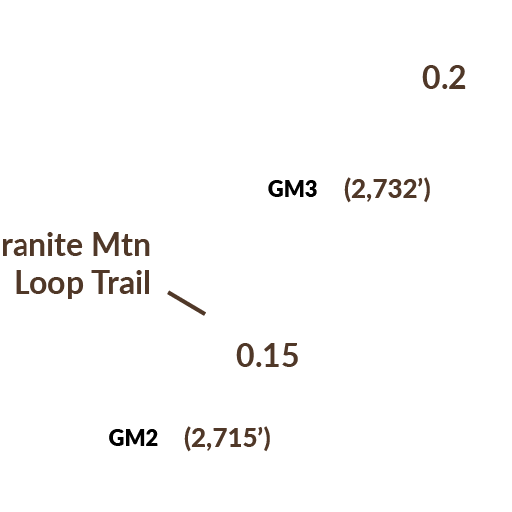 0.2
GM3 (2,732’)
ranite Mtn
Loop Trail
0.15
GM2 (2,715’)